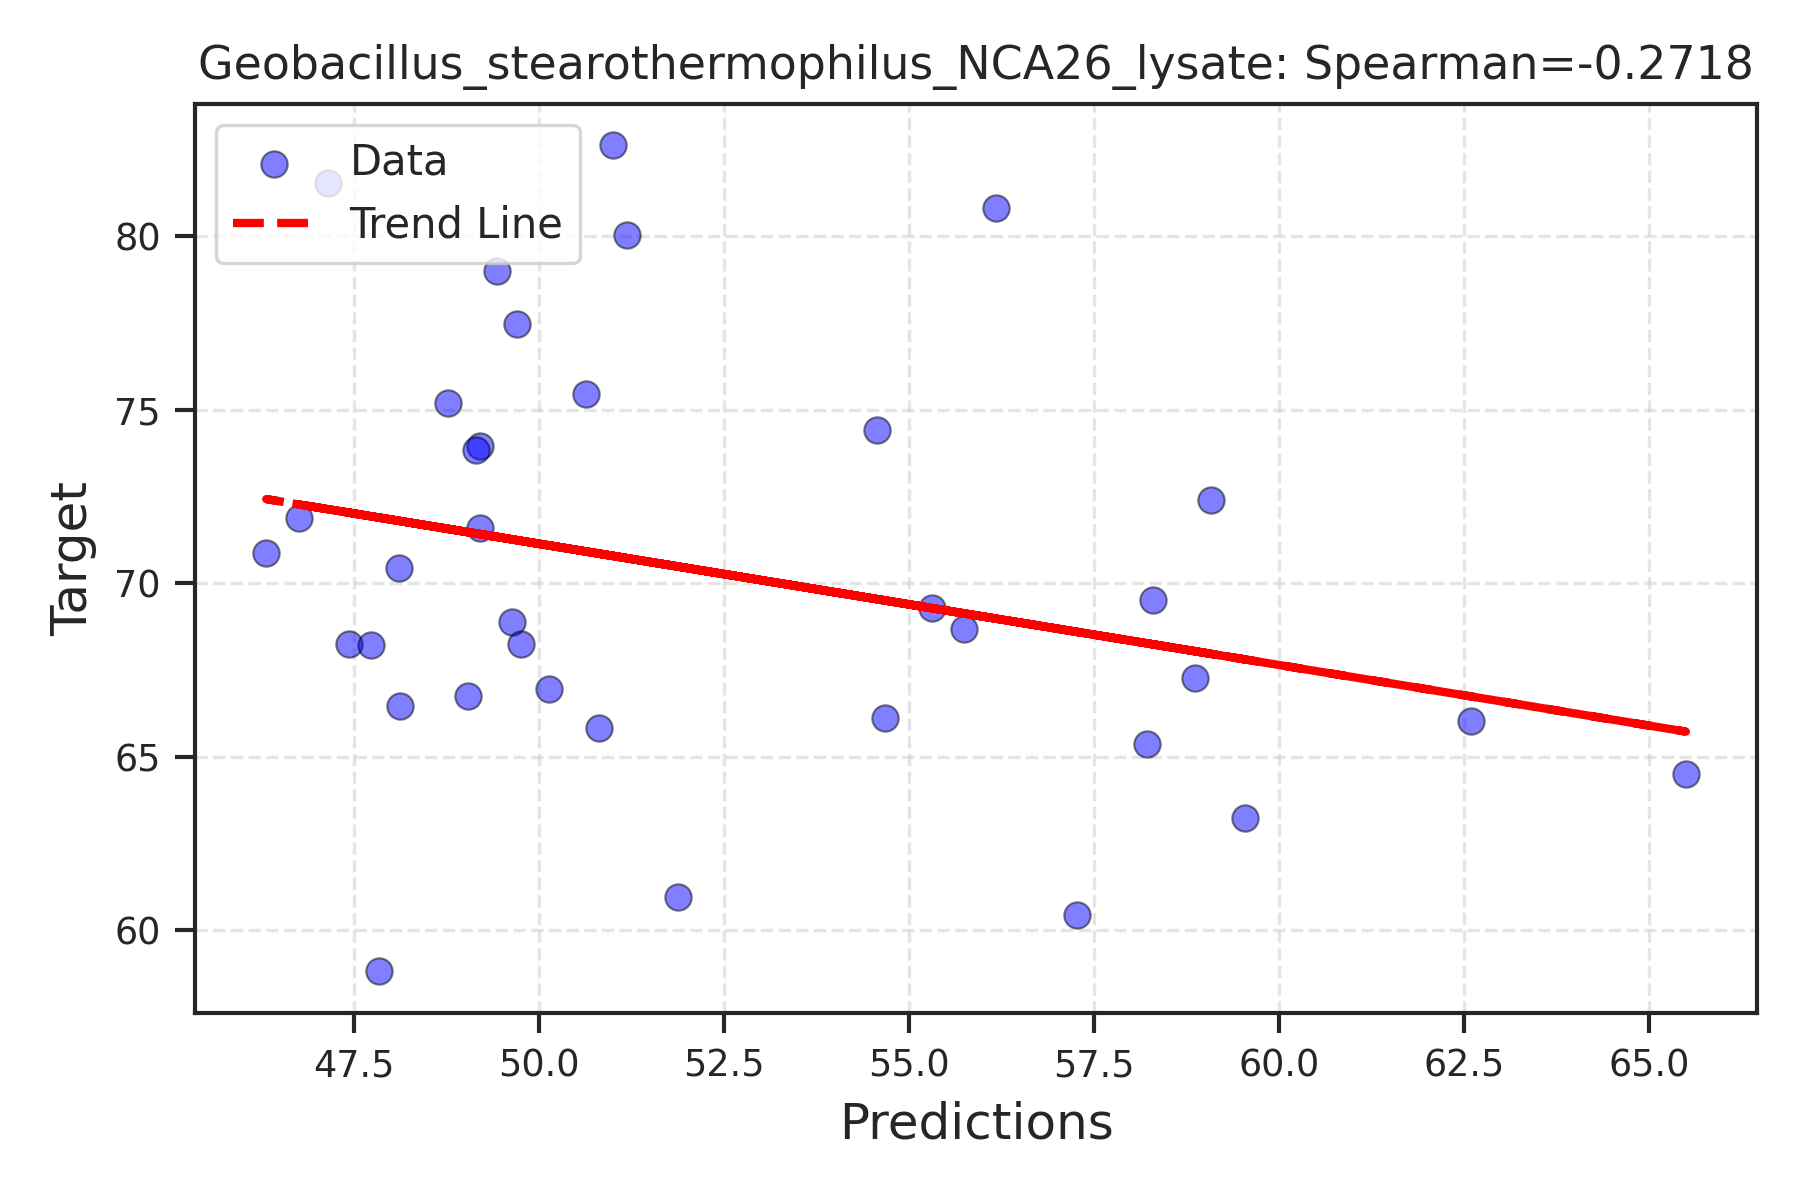 Geobacillus_stearothermophilus_NCA26_lysate: Spearman=-0.2718
Data
Trend Line
80
75
70
65
60
Target
47.5 50.0 52.5 55.0 57.5 60.0 62.5 65.0
Predictions